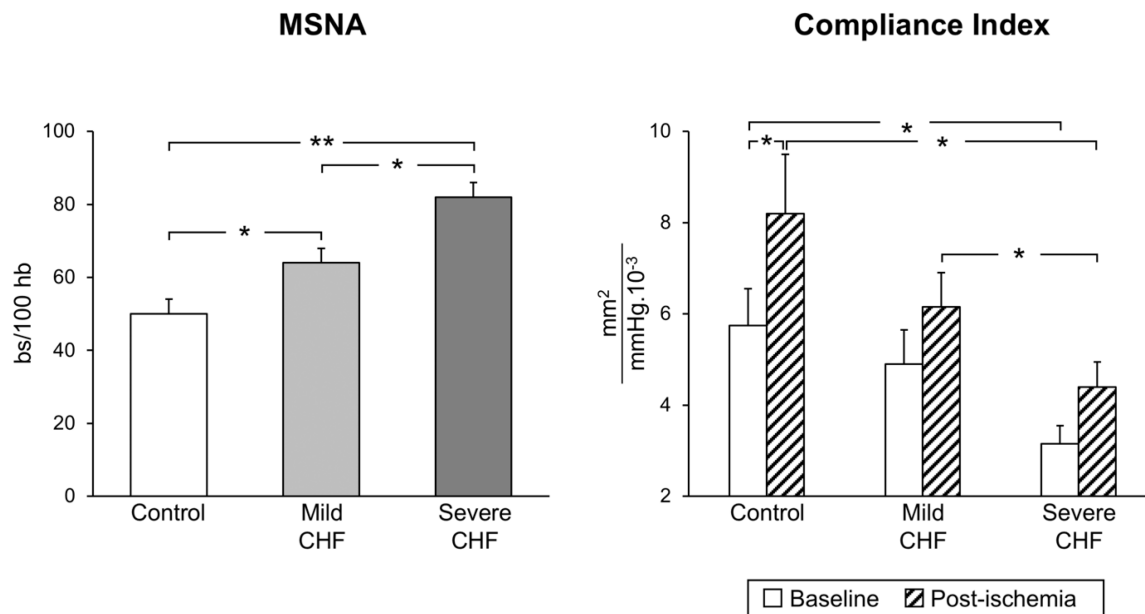 MSNA
100
80
60
40
20
0
bs/100 hb
**
*
*
Control
Mild
CHF
Severe
CHF
Compliance Index
10
8
6
4
2
mm²
mmHg.10⁻³
*
*
*
*
Control
Mild
CHF
Severe
CHF
Baseline
Post-ischemia